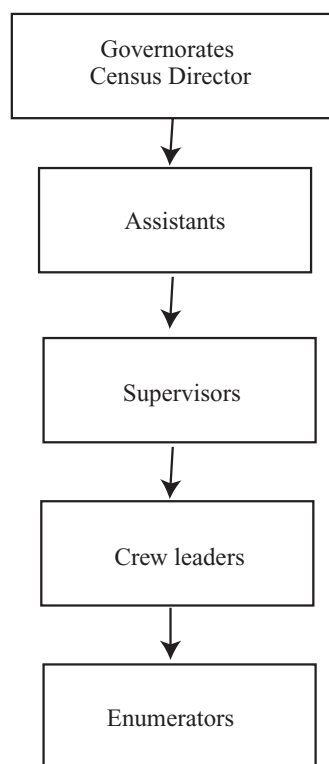 Governorates
Census Director
Assistants
Supervisors
Crew leaders
Enumerators